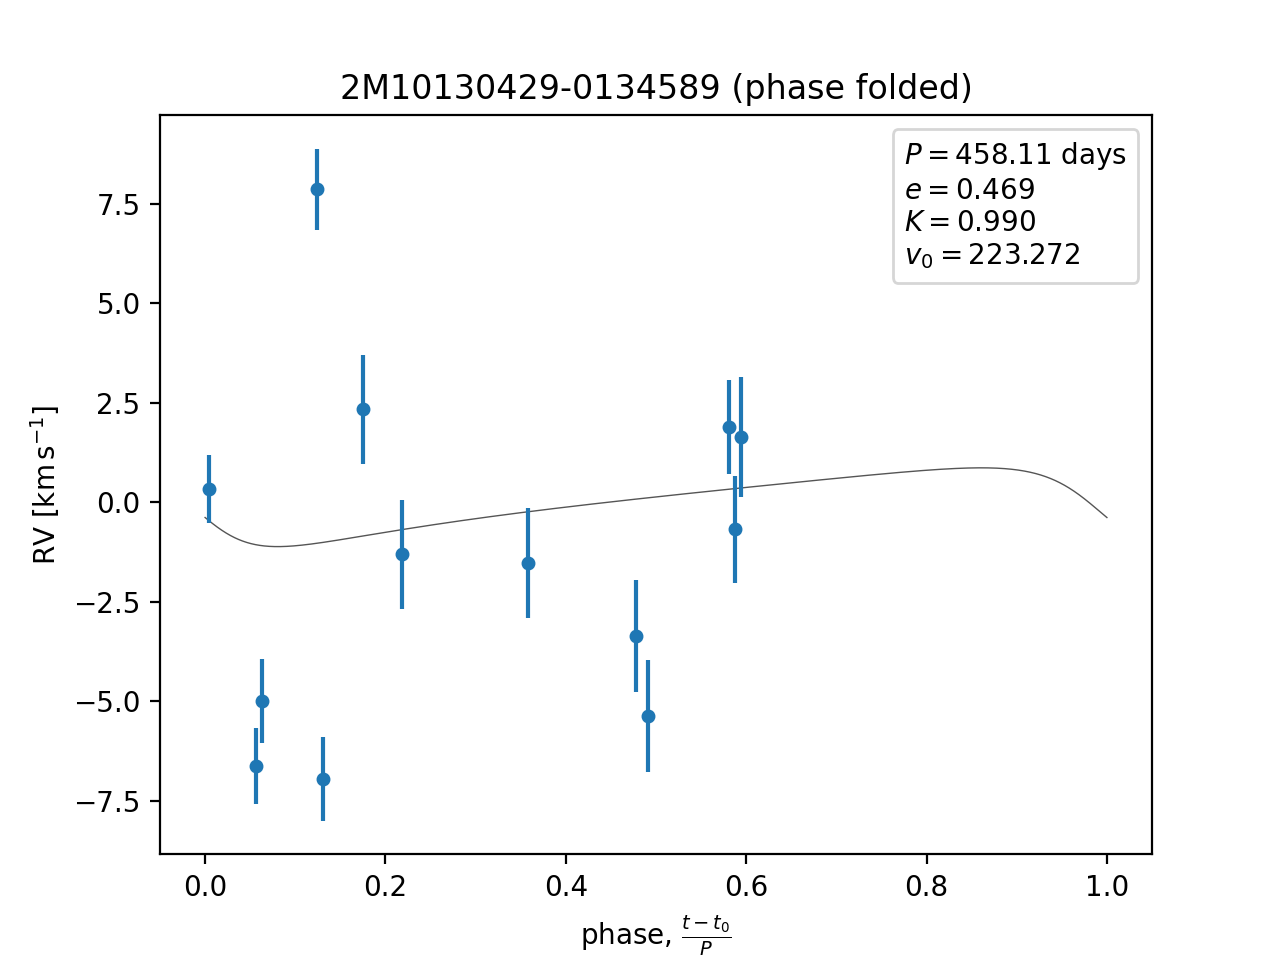 2M10130429-0134589 (phase folded)
P = 458.11 days
e = 0.469
K = 0.990
v₀ = 223.272
RV [km s⁻¹]
7.5
5.0
2.5
0.0
−2.5
−5.0
−7.5
0.0 0.2 0.4 0.6 0.8 1.0
phase, (t − t₀)/P